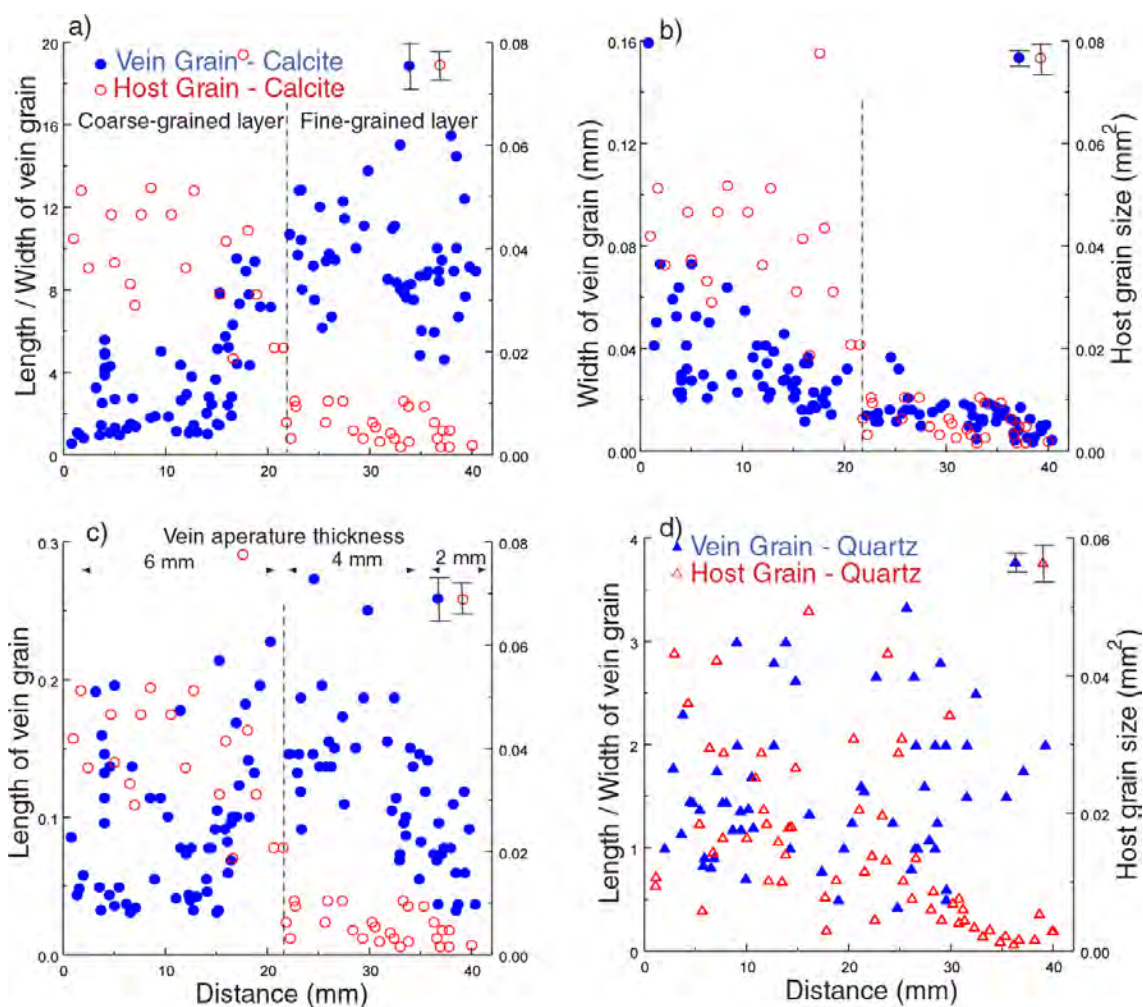 a)
20
16
12
8
4
0
Length / Width of vein grain
Vein Grain - Calcite
Host Grain - Calcite
Coarse-grained layer
Fine-grained layer
0.08
0.06
0.04
0.02
0.00
0 10 20 30 40
b)
0.16
0.12
0.08
0.04
0.00
Width of vein grain (mm)
0.08
0.06
0.04
0.02
0.00
Host grain size (mm²)
0 10 20 30 40
c)
Vein aperature thickness
6 mm 4 mm 2 mm
0.3
0.2
0.1
0.0
Length of vein grain
0.08
0.06
0.04
0.02
0.00
0 10 20 30 40
Distance (mm)
d)
4
3
2
1
0
Length / Width of vein grain
Vein Grain - Quartz
Host Grain - Quartz
0.06
0.04
0.02
0.00
Host grain size (mm²)
0 10 20 30 40
Distance (mm)